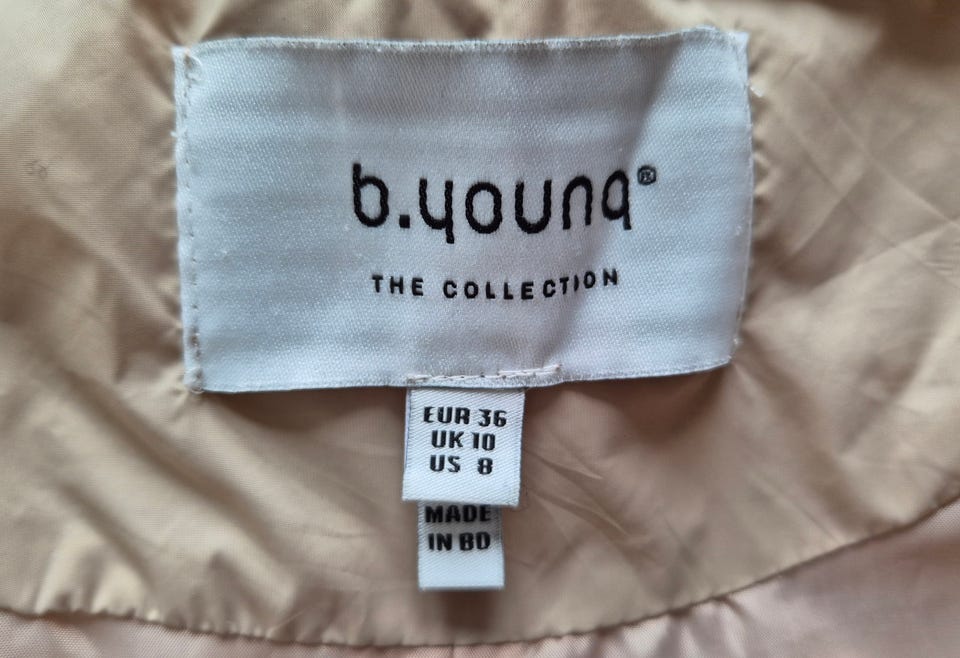 b.young®
THE COLLECTION
EUR 36
UK 10
US 8
MADE
IN BD